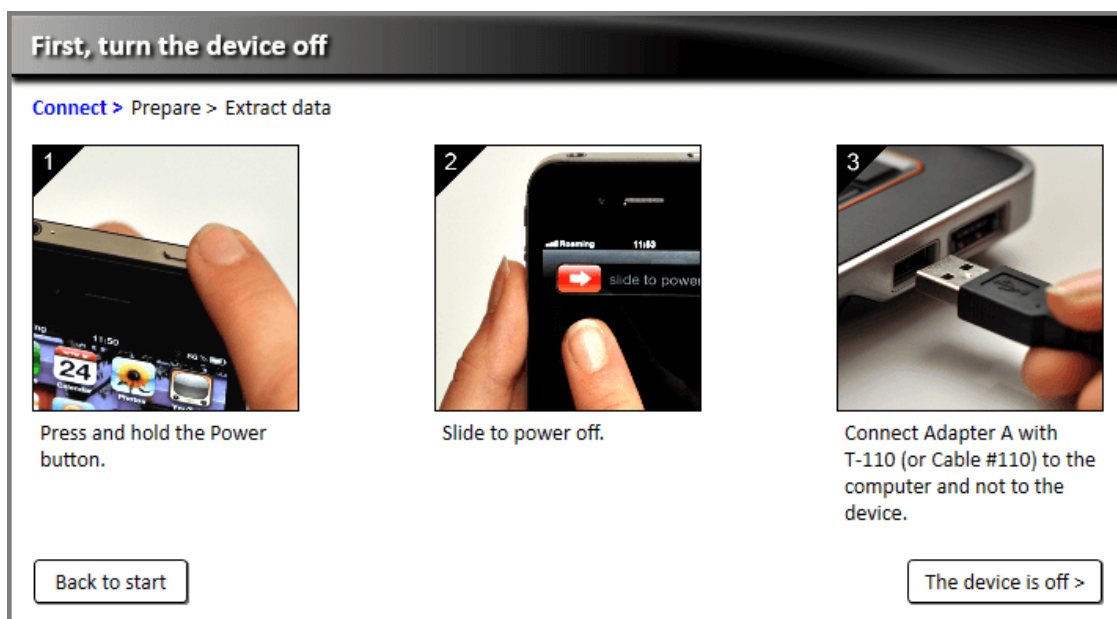 First, turn the device off
Connect > Prepare > Extract data
1
11:50
24
Calendar
Photos
Press and hold the Power
button.
2
Roaming 11:53
slide to power
Slide to power off.
3
Connect Adapter A with
T-110 (or Cable #110) to the
computer and not to the
device.
Back to start
The device is off >